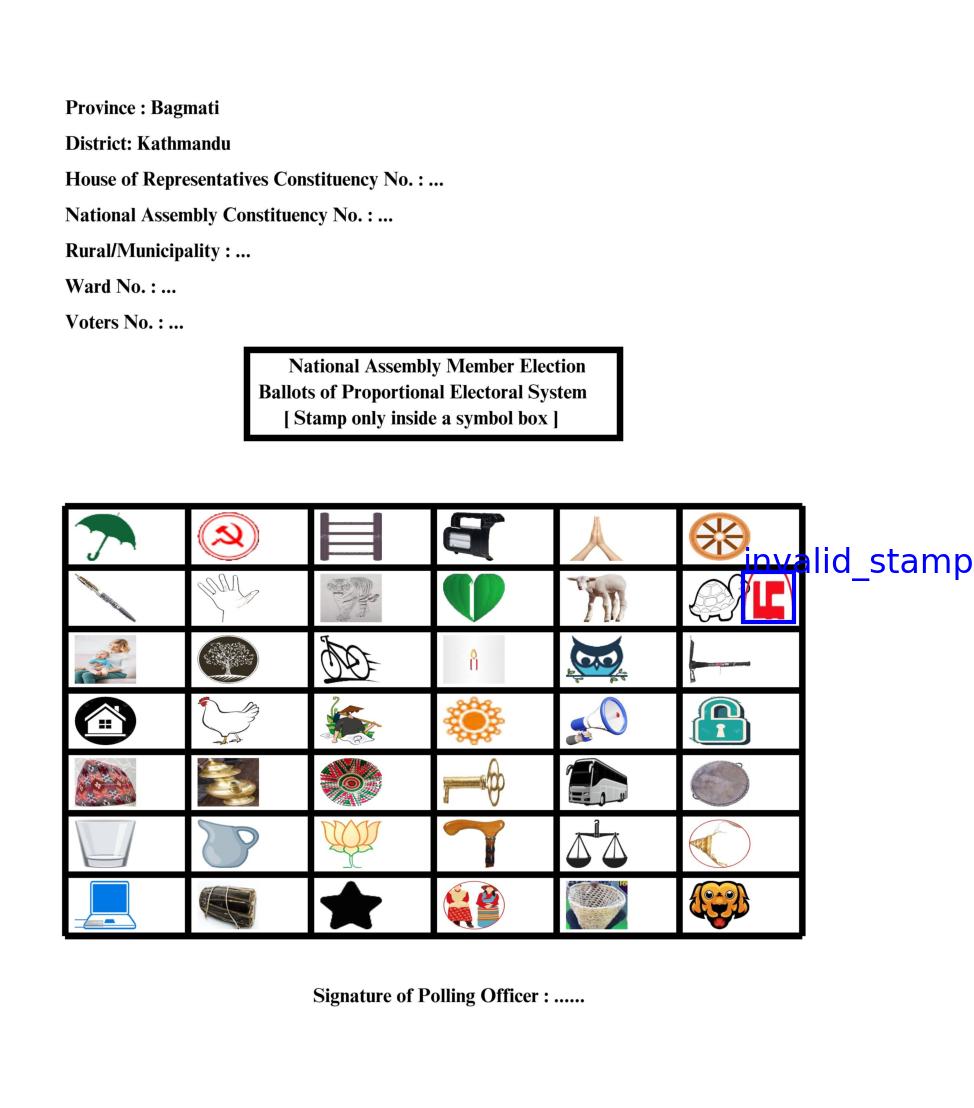 Province : Bagmati
District: Kathmandu
House of Representatives Constituency No. : ...
National Assembly Constituency No. : ...
Rural/Municipality : ...
Ward No. : ...
Voters No. : ...
National Assembly Member Election
Ballots of Proportional Electoral System
[ Stamp only inside a symbol box ]
invalid_stamp
Signature of Polling Officer : ......